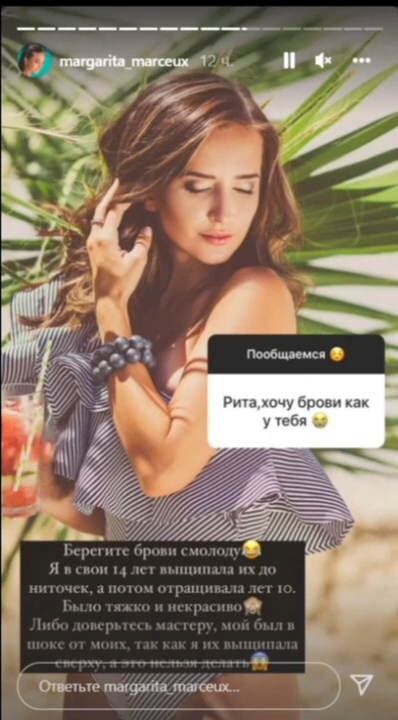 margarita_marceux 12 ч.
Пообщаемся ☺️
Рита,хочу брови как
у тебя 😭
Берегите брови смолоду😂
Я в свои 14 лет выщипала их до
ниточек, а потом отращивала лет 10.
Было тяжко и некрасиво🙈
Либо доверьтесь мастеру, мой был в
шоке от моих, так как я их выщипала
сверху, а это нельзя делать😱
Ответьте margarita_marceux...